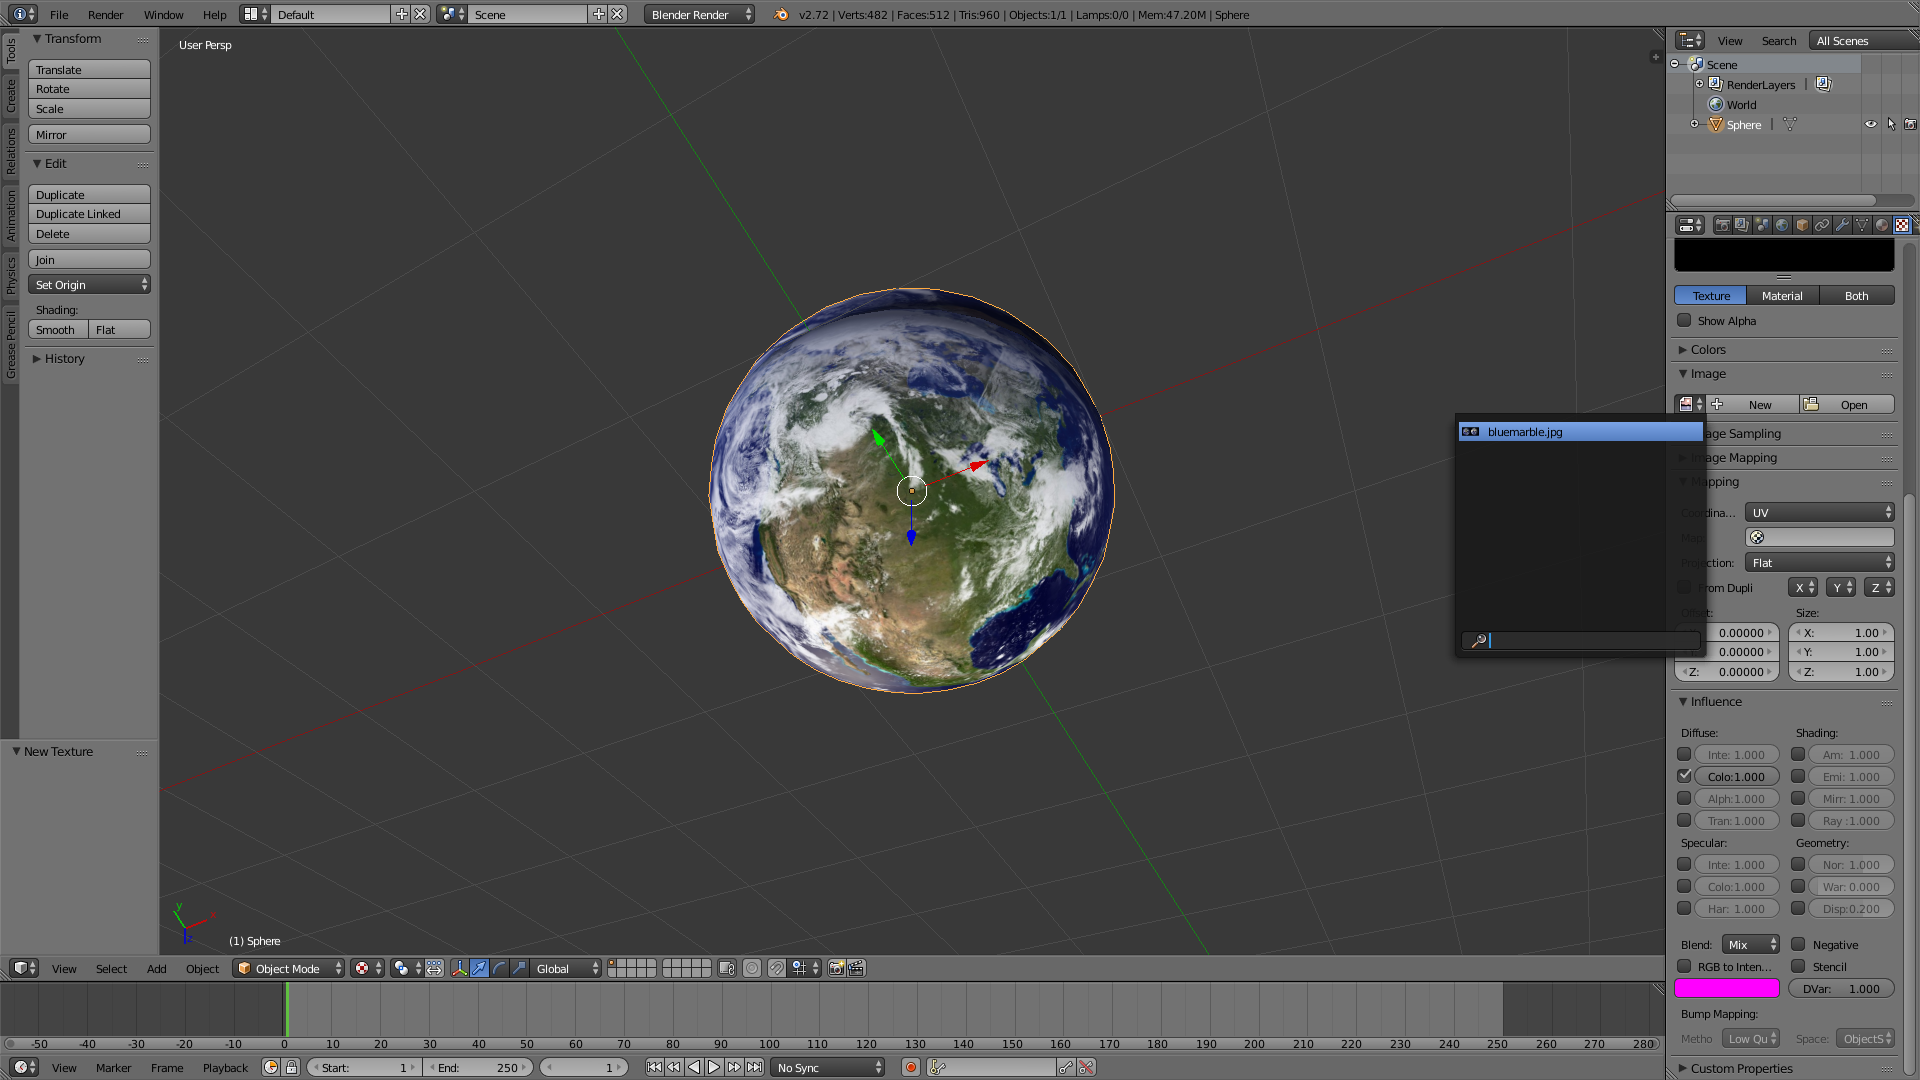 File Render Window Help Default Scene Blender Render v2.72 | Verts:482 | Faces:512 | Tris:960 | Objects:1/1 | Lamps:0/0 | Mem:47.20M | Sphere
Tools
Create
Relations
Animation
Physics
Grease Pencil
Transform
Translate
Rotate
Scale
Mirror
Edit
Duplicate
Duplicate Linked
Delete
Join
Set Origin
Shading:
Smooth Flat
History
New Texture
User Persp
(1) Sphere
y
x
z
View Search All Scenes
Scene
RenderLayers |
World
Sphere |
Texture Material Both
Show Alpha
Colors
Image
New Open
bluemarble.jpg
age Sampling
Image Mapping
Mapping
Coordina... UV
Map:
Projection: Flat
From Dupli X Y Z
Offset: Size:
0.00000 X: 1.00
0.00000 Y: 1.00
Z: 0.00000 Z: 1.00
Influence
Diffuse: Shading:
Inte: 1.000 Am: 1.000
Colo:1.000 Emi: 1.000
Alph:1.000 Mirr: 1.000
Tran:1.000 Ray :1.000
Specular: Geometry:
Inte: 1.000 Nor: 1.000
Colo:1.000 War: 0.000
Har: 1.000 Disp:0.200
Blend: Mix Negative
RGB to Inten... Stencil
DVar: 1.000
Bump Mapping:
Metho Low Qu Space: ObjectS
Custom Properties
View Select Add Object Object Mode Global
-50 -40 -30 -20 -10 0 10 20 30 40 50 60 70 80 90 100 110 120 130 140 150 160 170 180 190 200 210 220 230 240 250 260 270 280
View Marker Frame Playback Start: 1 End: 250 1 No Sync